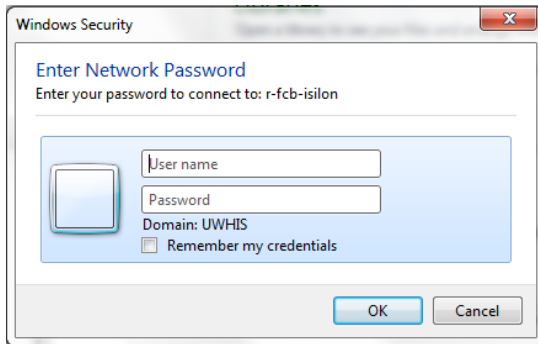 Windows Security
Enter Network Password
Enter your password to connect to: r-fcb-isilon
User name
Password
Domain: UWHIS
Remember my credentials
OK
Cancel